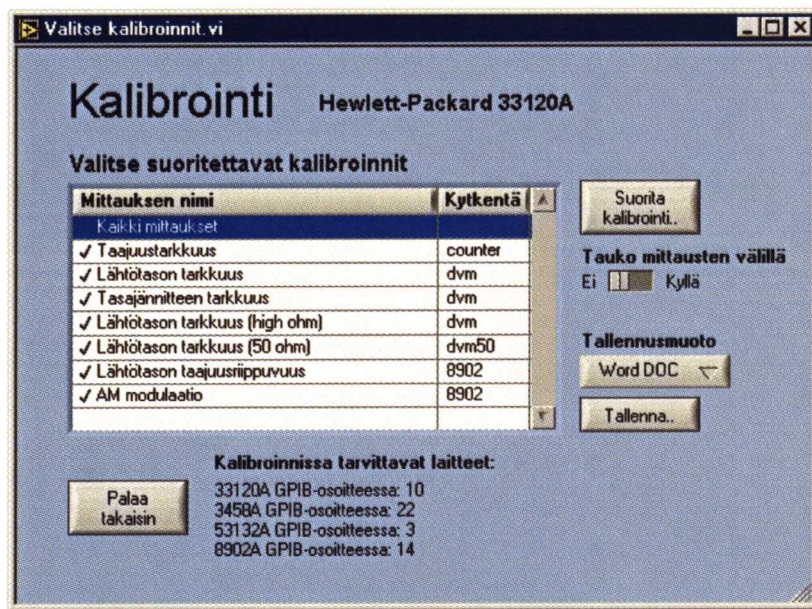 Valitse kalibroinnit.vi
Kalibrointi Hewlett-Packard 33120A
Valitse suoritettavat kalibroinnit
Mittauksen nimi Kytkentä
Kaikki mittaukset
✓ Taajuustarkkuus counter
✓ Lähtötason tarkkuus dvm
✓ Tasajännitteen tarkkuus dvm
✓ Lähtötason tarkkuus (high ohm) dvm
✓ Lähtötason tarkkuus (50 ohm) dvm50
✓ Lähtötason taajuusriippuvuus 8902
✓ AM modulaatio 8902
Suorita
kalibrointi..
Tauko mittausten välillä
Ei Kyllä
Tallennusmuoto
Word DOC
Tallenna..
Kalibroinnissa tarvittavat laitteet:
33120A GPIB-osoitteessa: 10
3458A GPIB-osoitteessa: 22
53132A GPIB-osoitteessa: 3
8902A GPIB-osoitteessa: 14
Palaa
takaisin